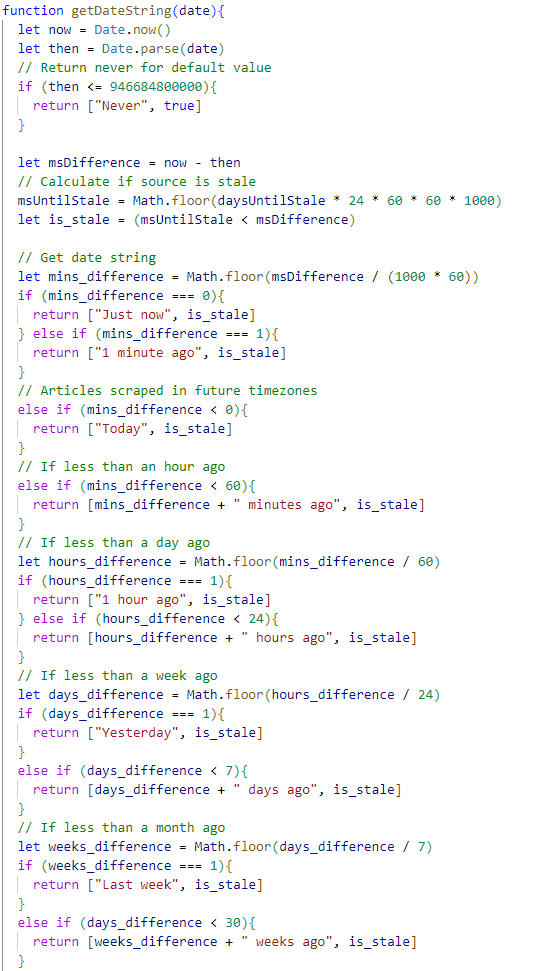 function getDateString(date){
let now = Date.now()
let then = Date.parse(date)
// Return never for default value
if (then <= 946684800000){
return ["Never", true]
}
let msDifference = now - then
// Calculate if source is stale
msUntilStale = Math.floor(daysUntilStale * 24 * 60 * 60 * 1000)
let is_stale = (msUntilStale < msDifference)
// Get date string
let mins_difference = Math.floor(msDifference / (1000 * 60))
if (mins_difference === 0){
return ["Just now", is_stale]
} else if (mins_difference === 1){
return ["1 minute ago", is_stale]
}
// Articles scraped in future timezones
else if (mins_difference < 0){
return ["Today", is_stale]
}
// If less than an hour ago
else if (mins_difference < 60){
return [mins_difference + " minutes ago", is_stale]
}
// If less than a day ago
let hours_difference = Math.floor(mins_difference / 60)
if (hours_difference === 1){
return ["1 hour ago", is_stale]
} else if (hours_difference < 24){
return [hours_difference + " hours ago", is_stale]
}
// If less than a week ago
let days_difference = Math.floor(hours_difference / 24)
if (days_difference === 1){
return ["Yesterday", is_stale]
}
else if (days_difference < 7){
return [days_difference + " days ago", is_stale]
}
// If less than a month ago
let weeks_difference = Math.floor(days_difference / 7)
if (weeks_difference === 1){
return ["Last week", is_stale]
}
else if (days_difference < 30){
return [weeks_difference + " weeks ago", is_stale]
}